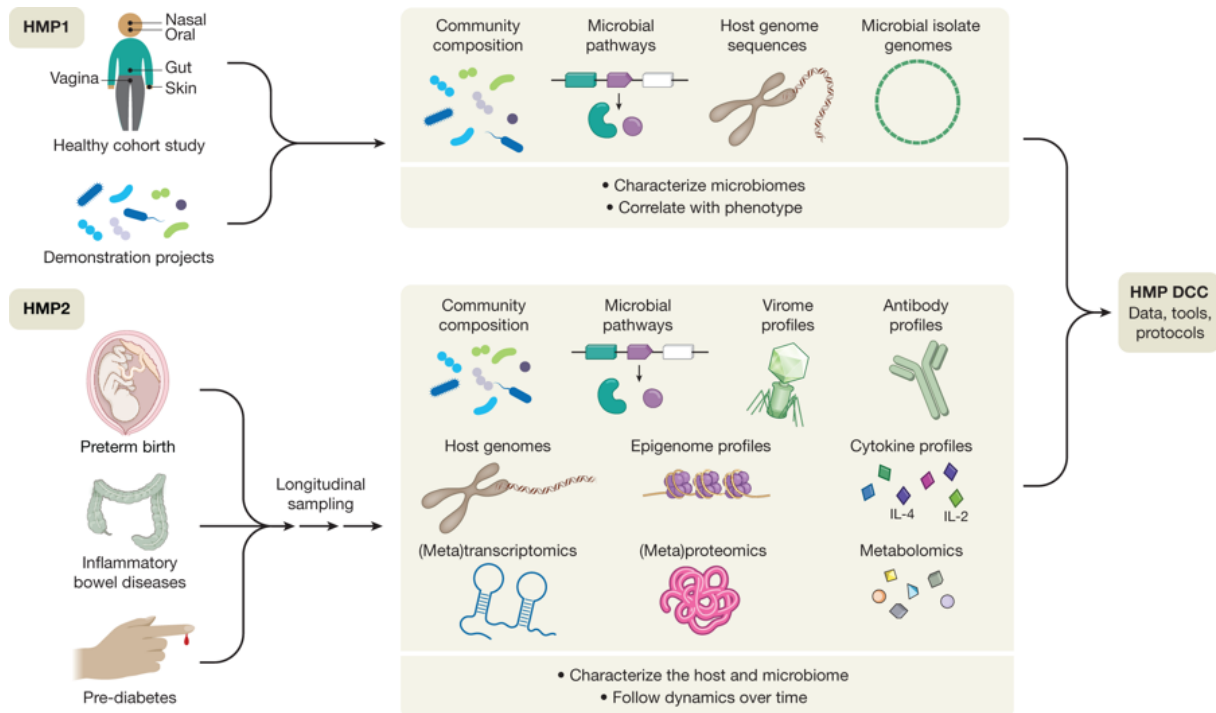 HMP1
Nasal
Oral
Gut
Vagina
Skin
Healthy cohort study
Demonstration projects
Community
composition
Microbial
pathways
Host genome
sequences
Microbial isolate
genomes
• Characterize microbiomes
• Correlate with phenotype
HMP2
Preterm birth
Inflammatory
bowel diseases
Pre-diabetes
Longitudinal
sampling
Community
composition
Microbial
pathways
Virome
profiles
Antibody
profiles
Host genomes
Epigenome profiles
Cytokine profiles
IL-4
IL-2
(Meta)transcriptomics
(Meta)proteomics
Metabolomics
• Characterize the host and microbiome
• Follow dynamics over time
HMP DCC
Data, tools,
protocols